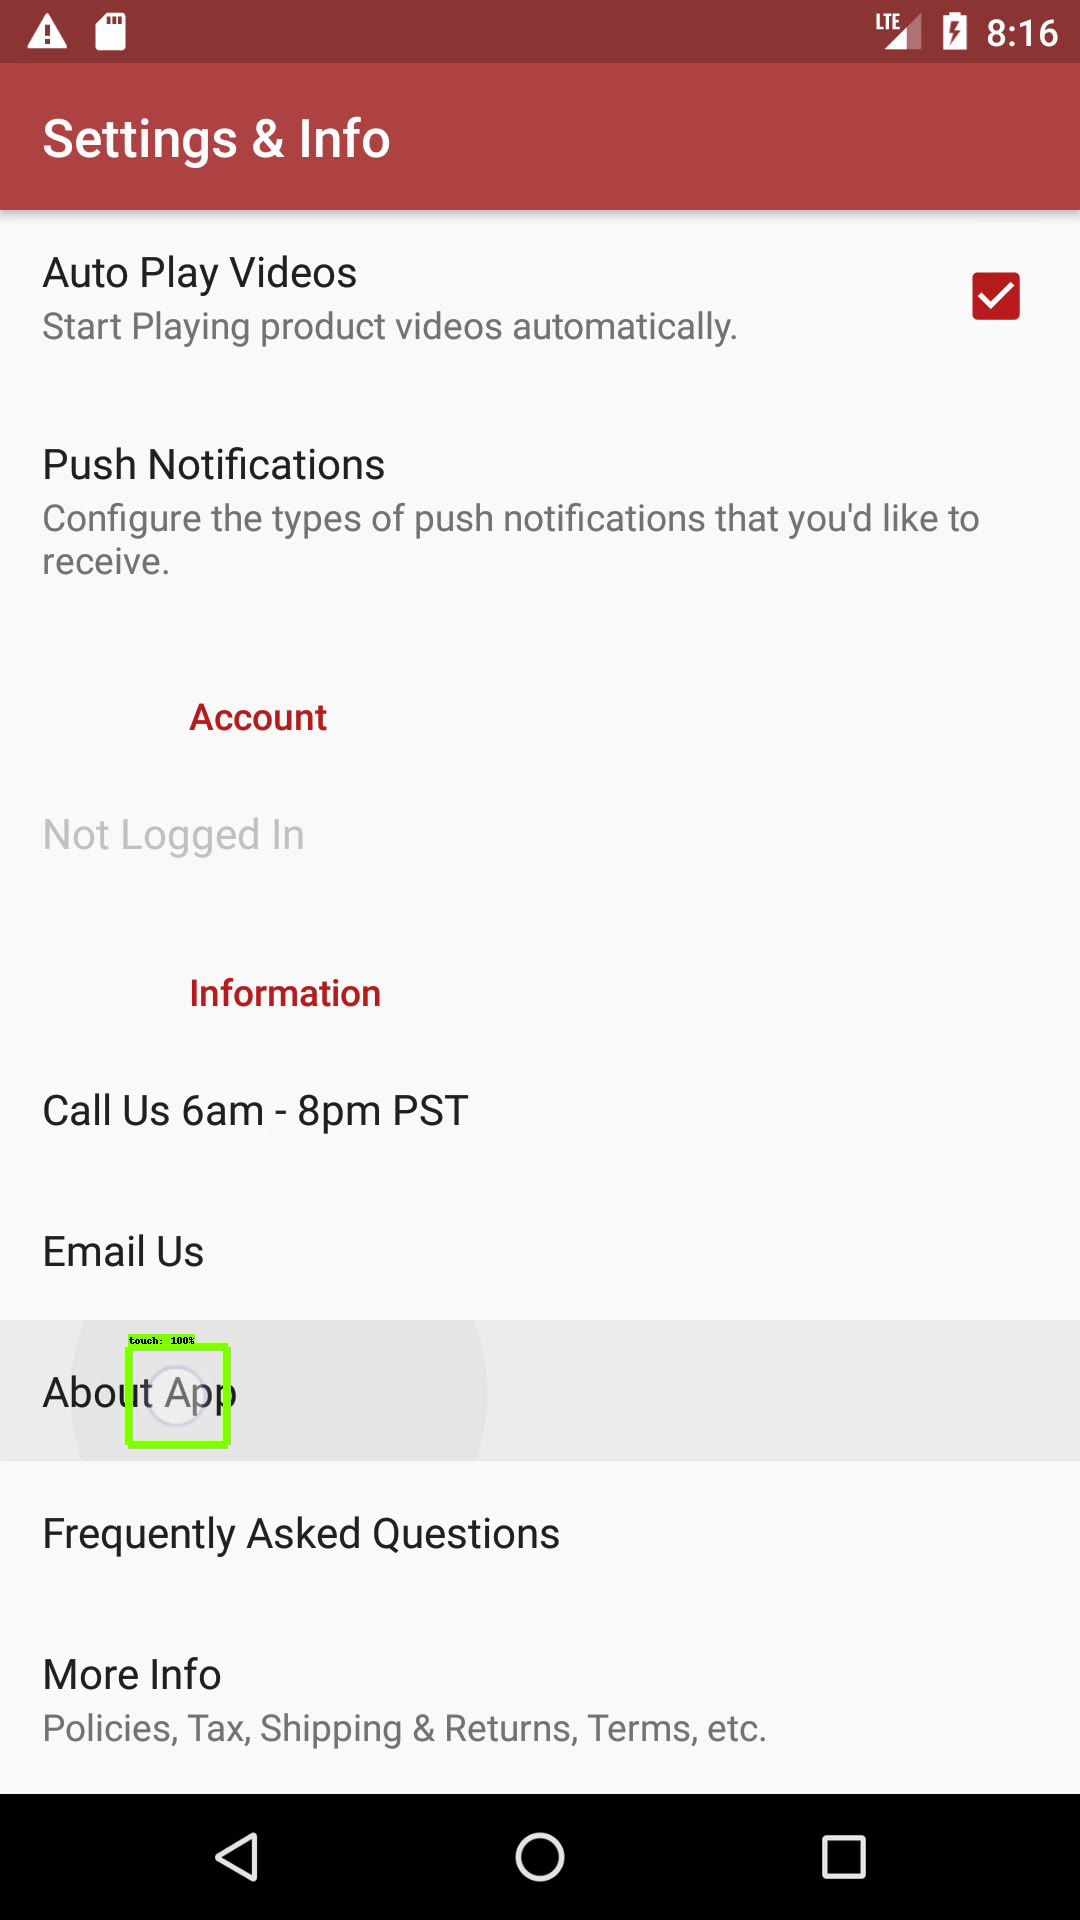 LTE 8:16
Settings & Info
Auto Play Videos
Start Playing product videos automatically.
Push Notifications
Configure the types of push notifications that you'd like to
receive.
Account
Not Logged In
Information
Call Us 6am - 8pm PST
Email Us
touch: 100%
About App
Frequently Asked Questions
More Info
Policies, Tax, Shipping & Returns, Terms, etc.